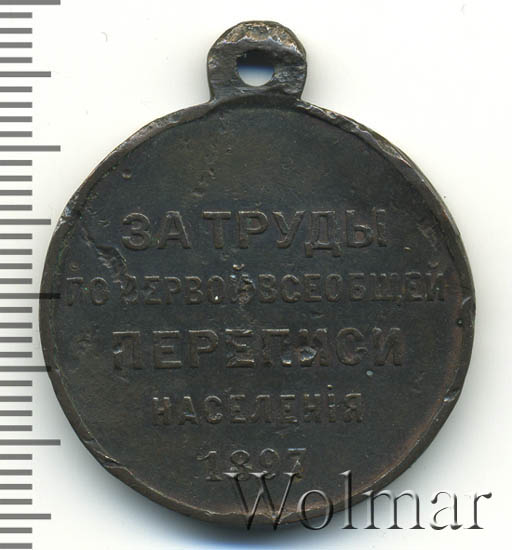 ЗА ТРУДЫ
ПО ПЕРВОЙ ВСЕОБЩЕЙ
ПЕРЕПИСИ
НАСЕЛЕНІЯ
1897
Wolmar